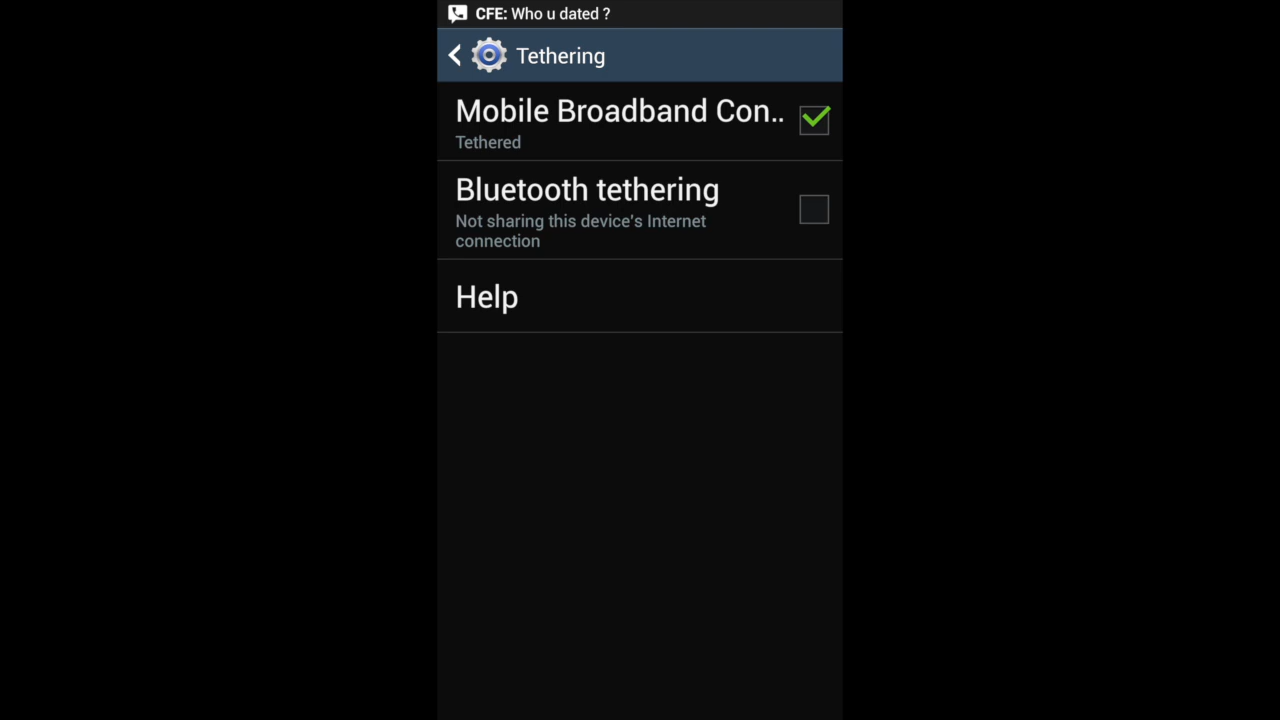 CFE: Who u dated ?
Tethering
Mobile Broadband Con..
Tethered
Bluetooth tethering
Not sharing this device's Internet
connection
Help